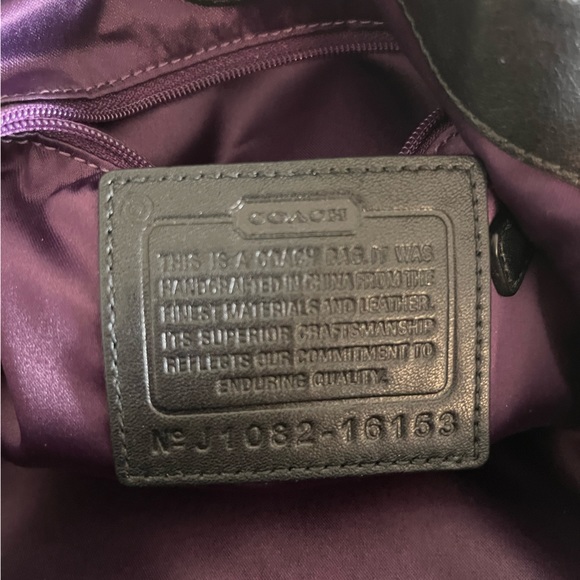 COACH
THIS IS A COACH BAG. IT WAS
HANDCRAFTED IN CHINA FROM THE
FINEST MATERIALS AND LEATHER.
ITS SUPERIOR CRAFTSMANSHIP
REFLECTS OUR COMMITMENT TO
ENDURING QUALITY.
Nº J1082-16153